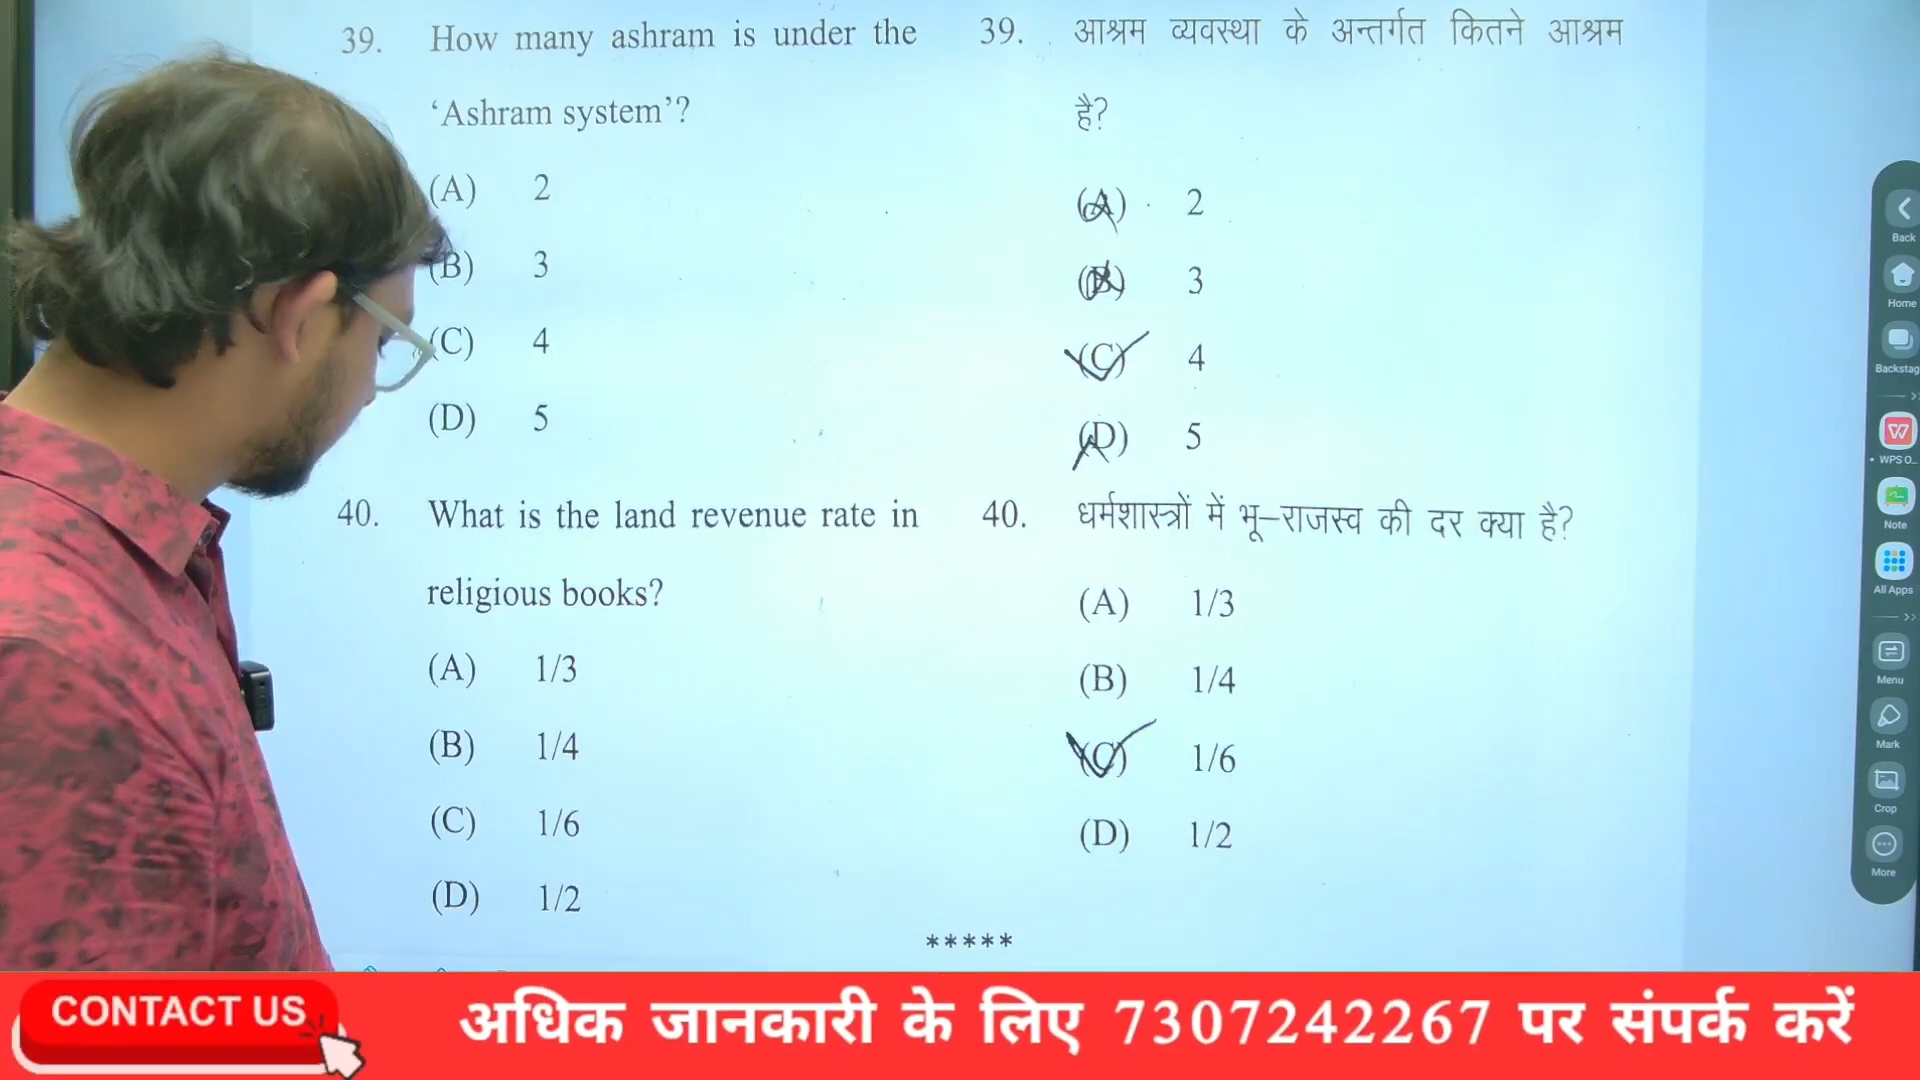 39. How many ashram is under the
‘Ashram system’?
(A) 2
(B) 3
(C) 4
(D) 5
40. What is the land revenue rate in
religious books?
(A) 1/3
(B) 1/4
(C) 1/6
(D) 1/2
39. आश्रम व्यवस्था के अन्तर्गत कितने आश्रम
है?
(A) 2
(B) 3
(C) 4
(D) 5
40. धर्मशास्त्रों में भू–राजस्व की दर क्या है?
(A) 1/3
(B) 1/4
(C) 1/6
(D) 1/2
*****
Back
Home
Backstag
WPS O...
Note
All Apps
Menu
Mark
Crop
More
CONTACT US
अधिक जानकारी के लिए 7307242267 पर संपर्क करें